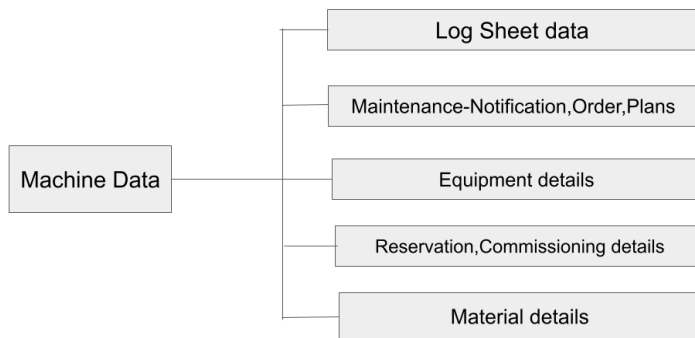 Log Sheet data
Maintenance-Notification,Order,Plans
Machine Data
Equipment details
Reservation,Commissioning details
Material details